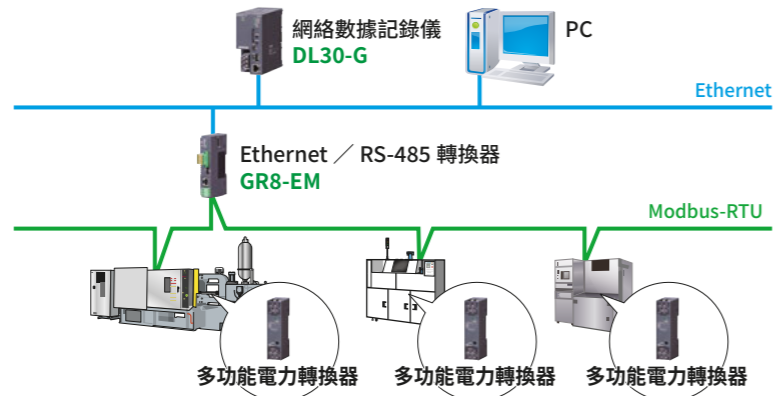 網絡數據記錄儀
DL30-G
PC
Ethernet
Ethernet ／ RS-485 轉換器
GR8-EM
Modbus-RTU
多功能電力轉換器
多功能電力轉換器
多功能電力轉換器